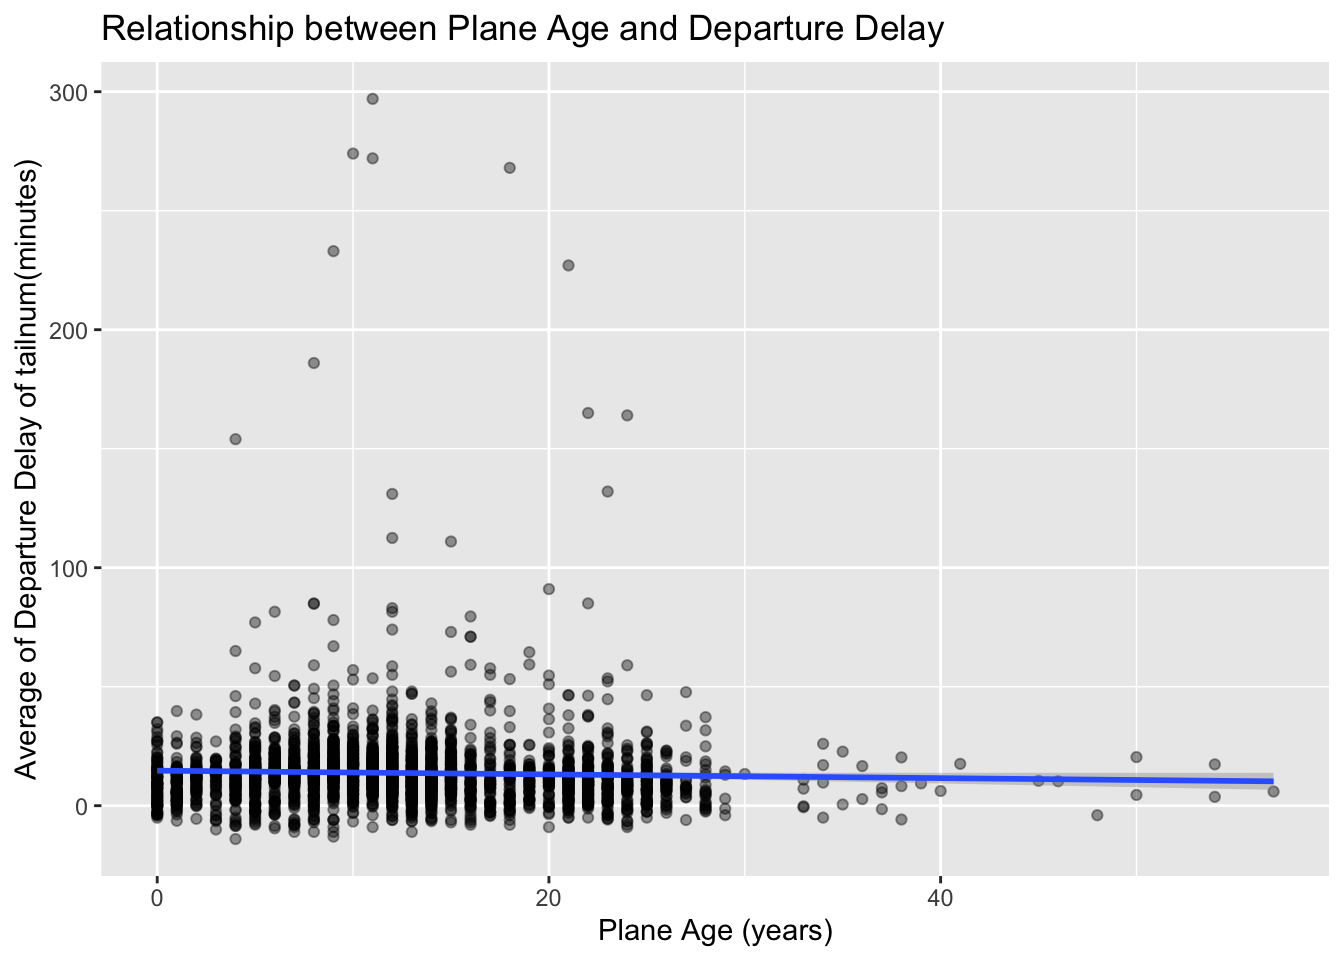 Relationship between Plane Age and Departure Delay
Average of Departure Delay of tailnum(minutes)
300
200
100
0
0 20 40
Plane Age (years)